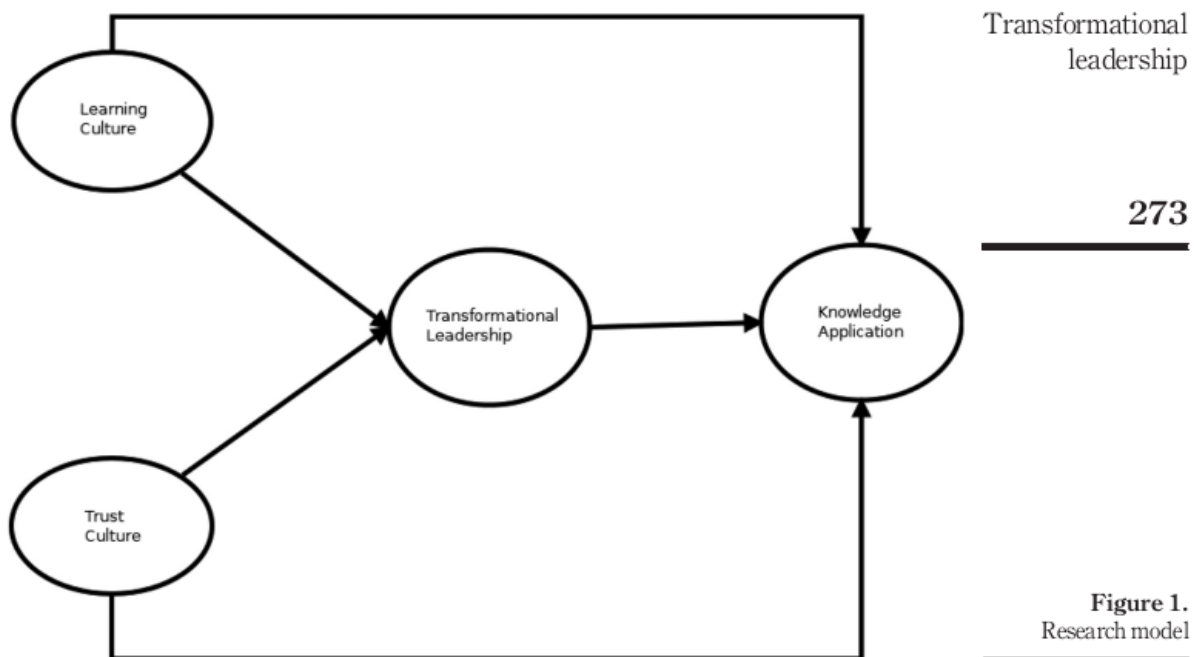 Transformational
leadership
273
Learning
Culture
Transformational
Leadership
Knowledge
Application
Trust
Culture
Figure 1.
Research model